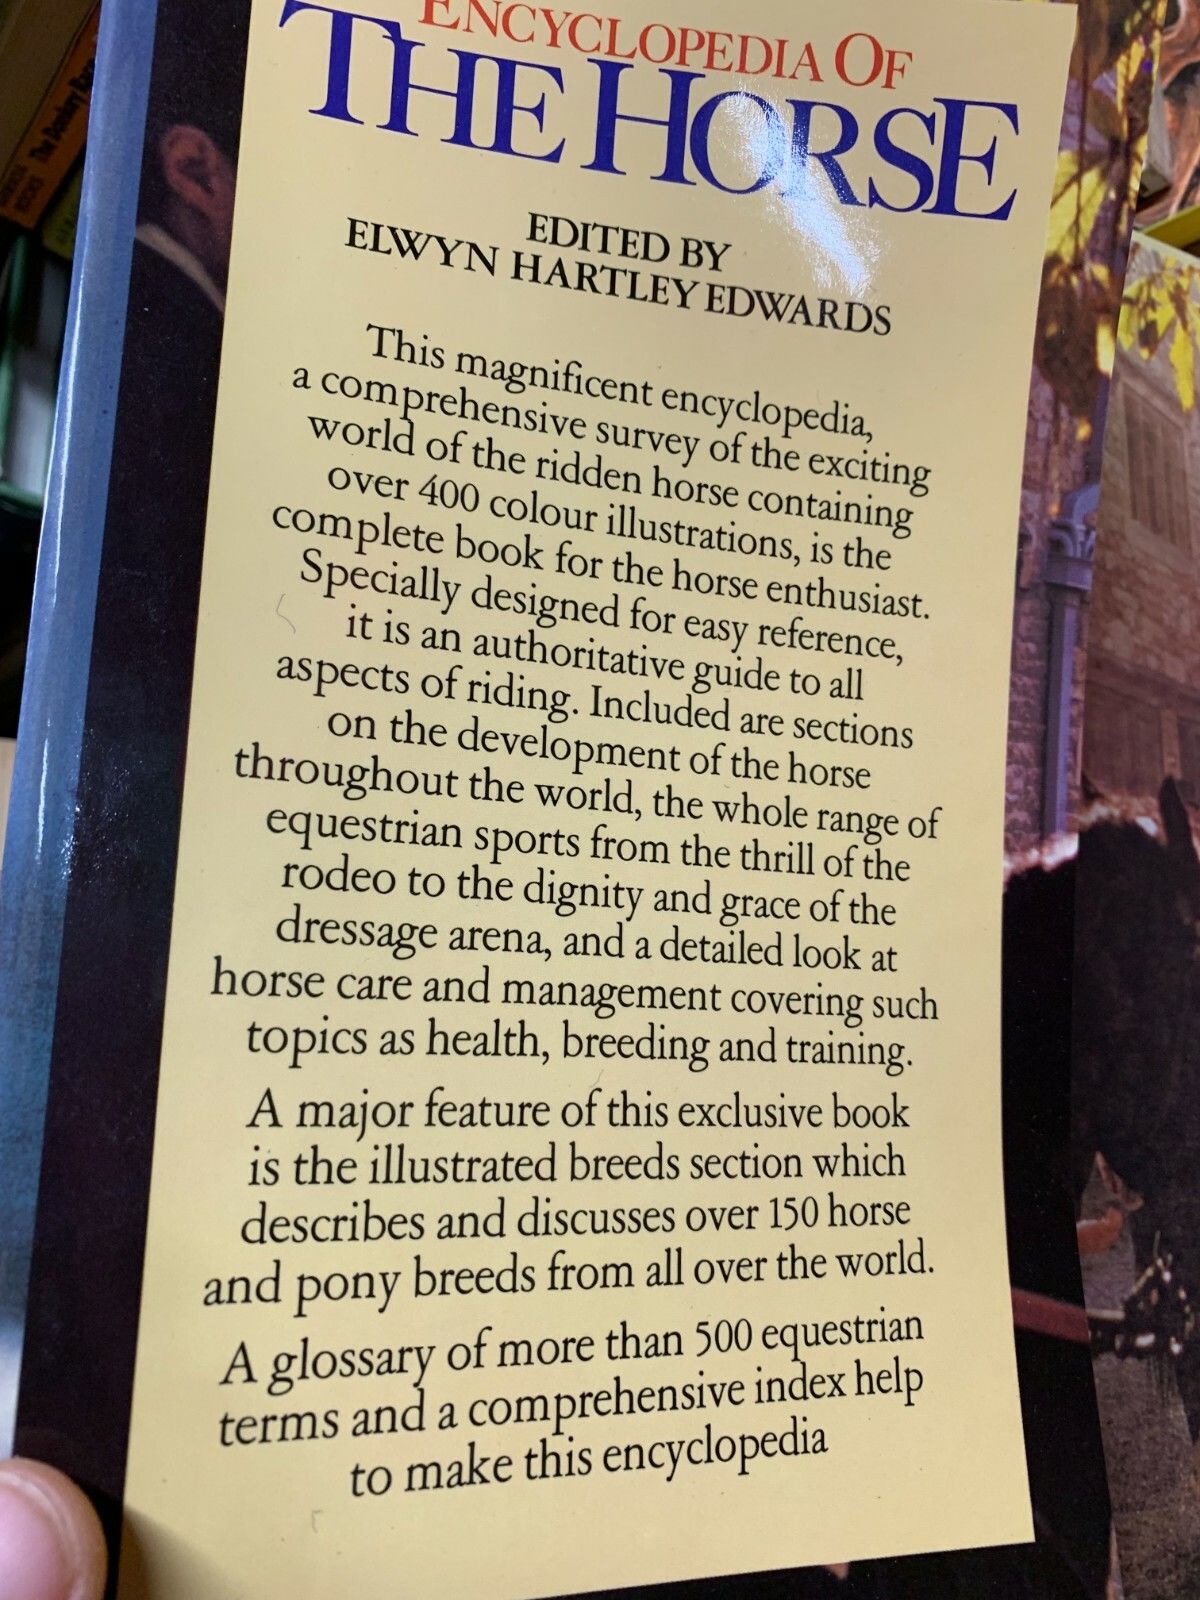 ENCYCLOPEDIA OF
THE HORSE
EDITED BY
ELWYN HARTLEY EDWARDS
This magnificent encyclopedia,
a comprehensive survey of the exciting
world of the ridden horse containing
over 400 colour illustrations, is the
complete book for the horse enthusiast.
Specially designed for easy reference,
it is an authoritative guide to all
aspects of riding. Included are sections
on the development of the horse
throughout the world, the whole range of
equestrian sports from the thrill of the
rodeo to the dignity and grace of the
dressage arena, and a detailed look at
horse care and management covering such
topics as health, breeding and training.
A major feature of this exclusive book
is the illustrated breeds section which
describes and discusses over 150 horse
and pony breeds from all over the world.
A glossary of more than 500 equestrian
terms and a comprehensive index help
to make this encyclopedia